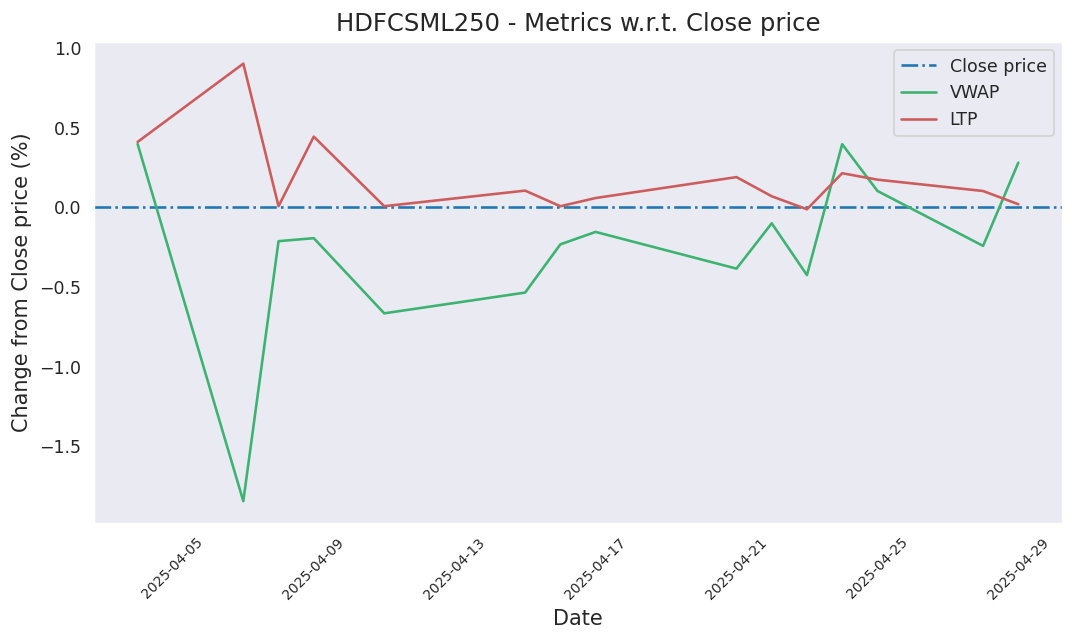 HDFCSML250 - Metrics w.r.t. Close price
Close price
VWAP
LTP
Change from Close price (%)
1.0
0.5
0.0
−0.5
−1.0
−1.5
2025-04-05
2025-04-09
2025-04-13
2025-04-17
2025-04-21
2025-04-25
2025-04-29
Date